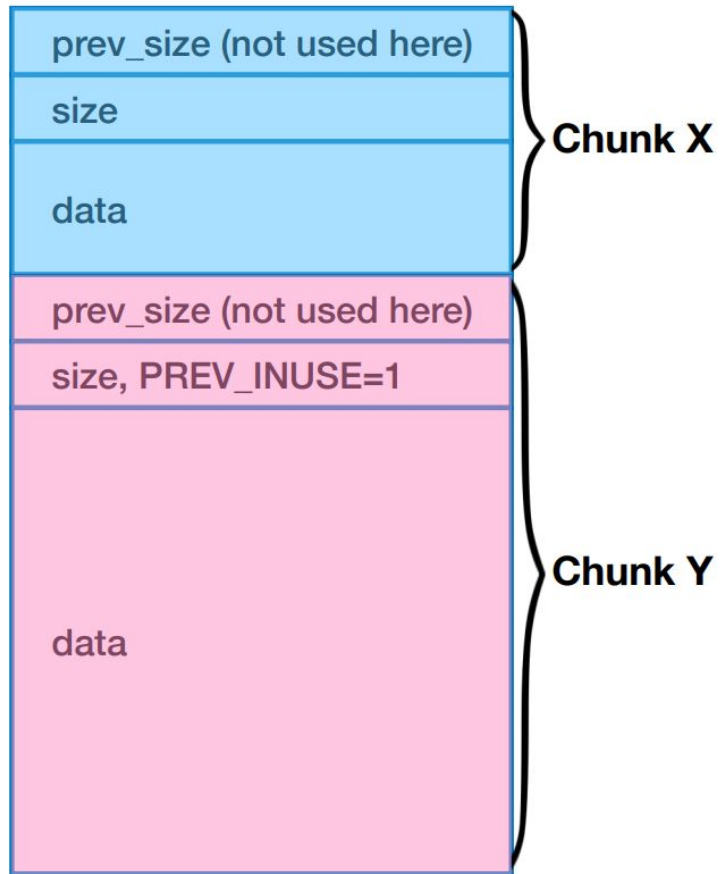 prev_size (not used here)
size
data
Chunk X
prev_size (not used here)
size, PREV_INUSE=1
data
Chunk Y